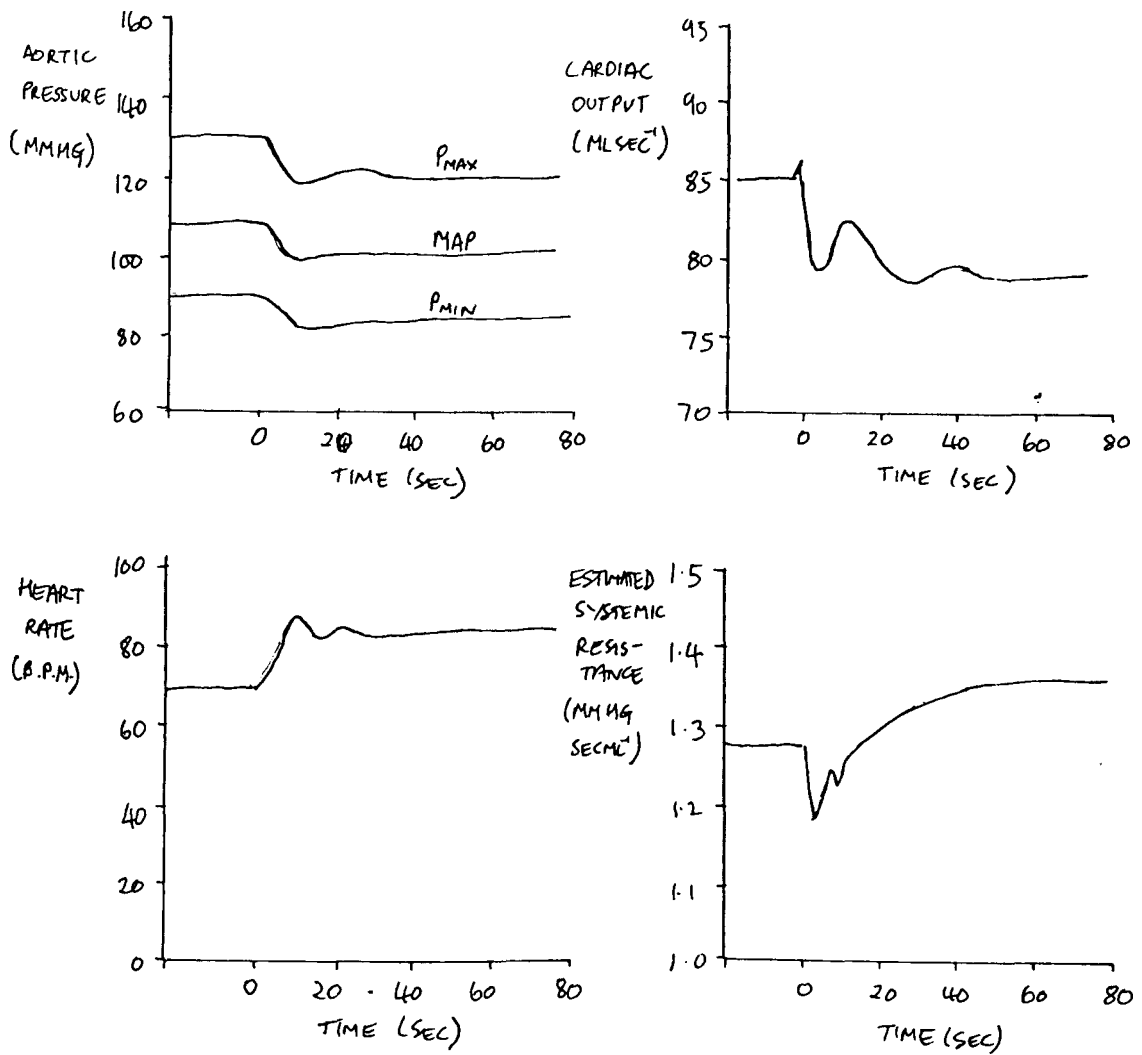 AORTIC
PRESSURE
(MMHG)
160
140
120
100
80
60
PMAX
MAP
PMIN
0 20 40 60 80
TIME (SEC)
CARDIAC
OUTPUT
(MLSEC⁻¹)
95
90
85
80
75
70
0 20 40 60 80
TIME (SEC)
HEART
RATE
(B.P.M.)
100
80
60
40
20
0
0 20 40 60 80
TIME (SEC)
ESTIMATED
SYSTEMIC
RESIS-
TANCE
(MMHG
SECML⁻¹)
1.5
1.4
1.3
1.2
1.1
1.0
0 20 40 60 80
TIME (SEC)